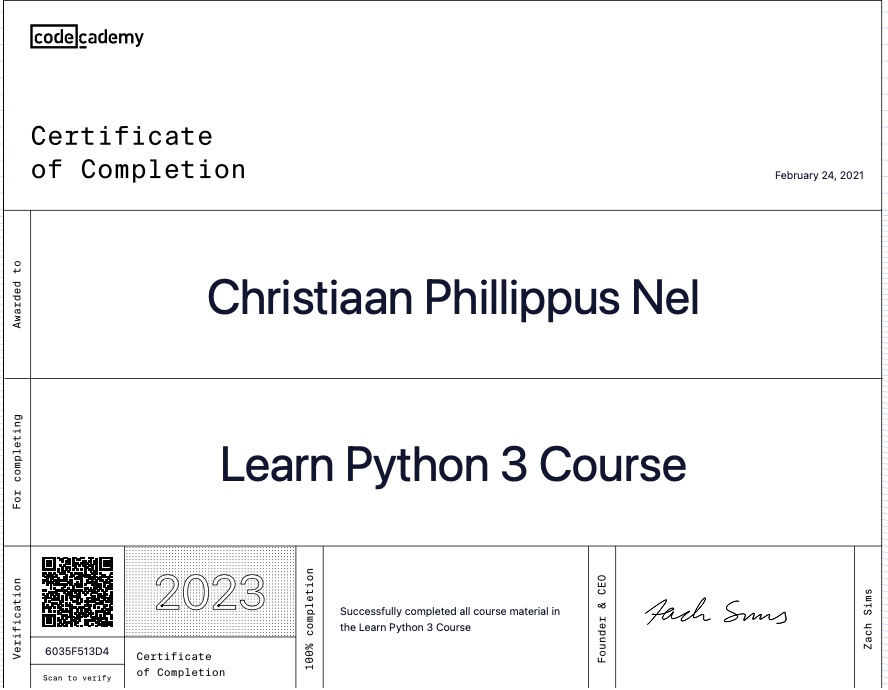 codecademy
Certificate
of Completion
February 24, 2021
Awarded to
Christiaan Phillippus Nel
For completing
Learn Python 3 Course
Verification
6035F513D4
Scan to verify
2023
Certificate
of Completion
100% completion
Successfully completed all course material in
the Learn Python 3 Course
Founder & CEO
Zach Sims
Zach Sims